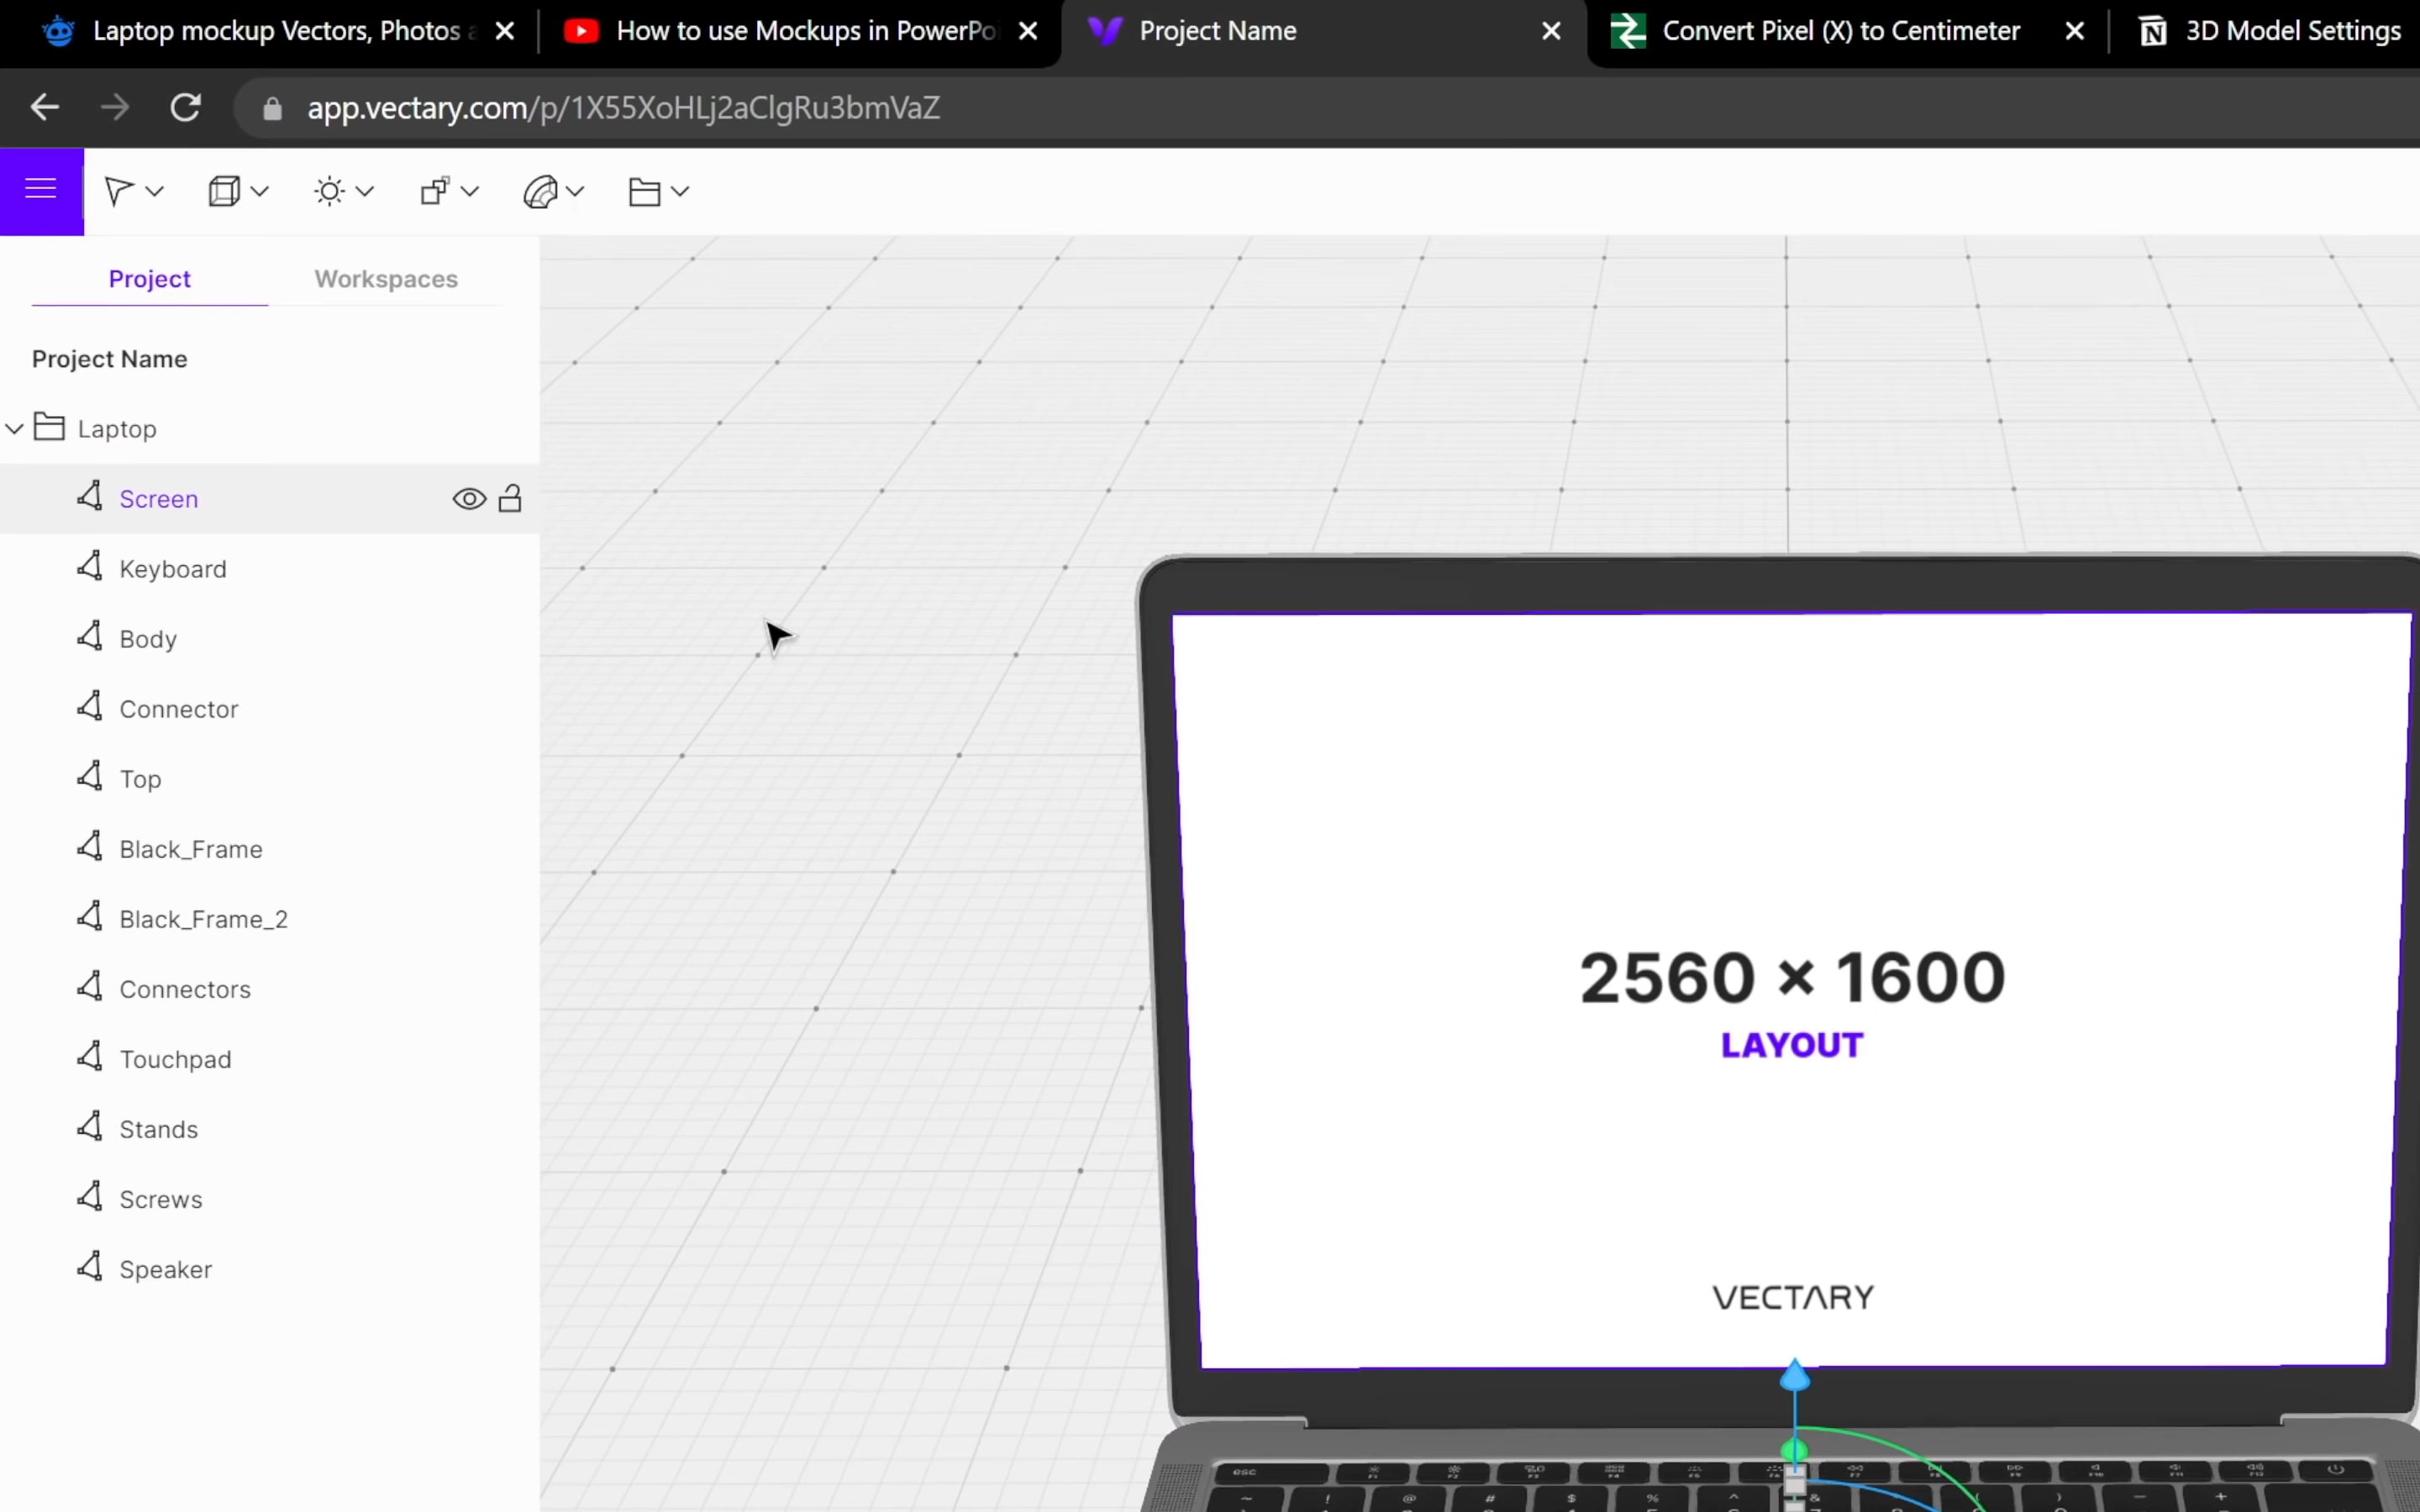 Laptop mockup Vectors, Photos a
How to use Mockups in PowerPoi
Project Name
Convert Pixel (X) to Centimeter
3D Model Settings
app.vectary.com/p/1X55XoHLj2aClgRu3bmVaZ
Project
Workspaces
Project Name
Laptop
Screen
Keyboard
Body
Connector
Top
Black_Frame
Black_Frame_2
Connectors
Touchpad
Stands
Screws
Speaker
2560 × 1600
LAYOUT
VECTARY
esc